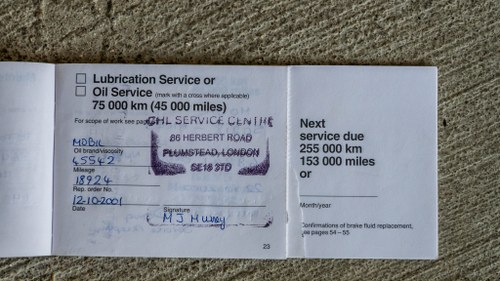 Lubrication Service or
Oil Service (mark with a cross where applicable)
75 000 km (45 000 miles)
For scope of work see page
GHL SERVICE CENTRE
86 HERBERT ROAD
PLUMSTEAD, LONDON
SE18 3TD
MOBIL
Oil brand/viscosity
45542
Mileage
18924
Rep. order No.
12-10-2001
Date
Signature
M J Murray
23
Next
service due
255 000 km
153 000 miles
or
Month/year
Confirmations of brake fluid replacement,
see pages 54 – 55